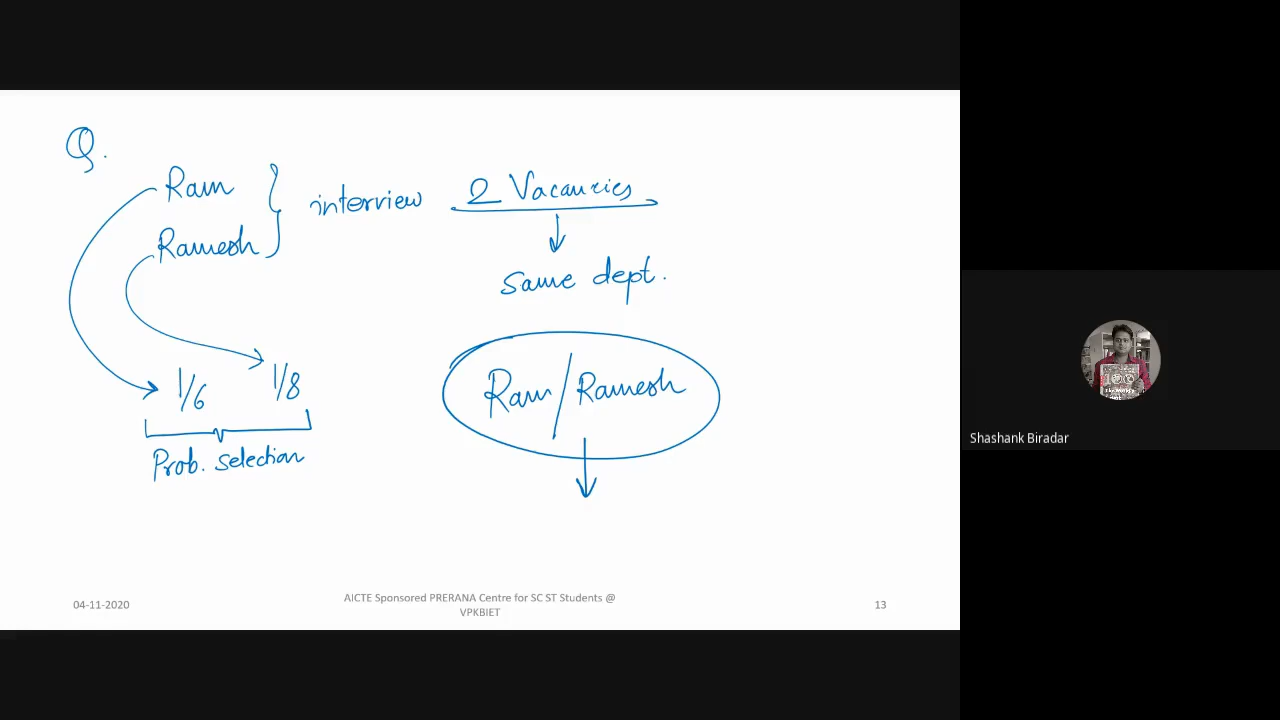 Q.
Ram
Ramesh
interview 2 Vacancies
same dept.
1/6 1/8
Prob. selection
Ram/Ramesh
04-11-2020
AICTE Sponsored PRERANA Centre for SC ST Students @
VPKBIET
13
Shashank Biradar